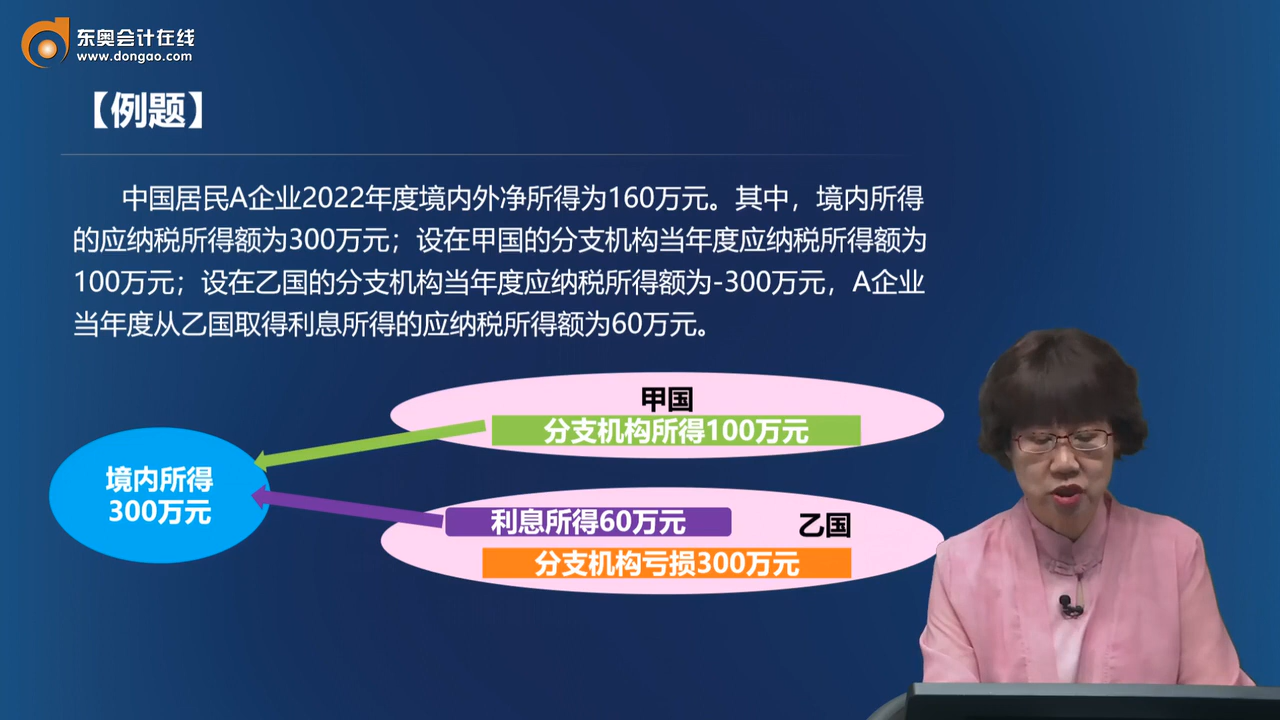 东奥会计在线
www.dongao.com
【例题】
中国居民A企业2022年度境内外净所得为160万元。其中，境内所得
的应纳税所得额为300万元；设在甲国的分支机构当年度应纳税所得额为
100万元；设在乙国的分支机构当年度应纳税所得额为-300万元，A企业
当年度从乙国取得利息所得的应纳税所得额为60万元。
甲国
分支机构所得100万元
境内所得
300万元
利息所得60万元
乙国
分支机构亏损300万元